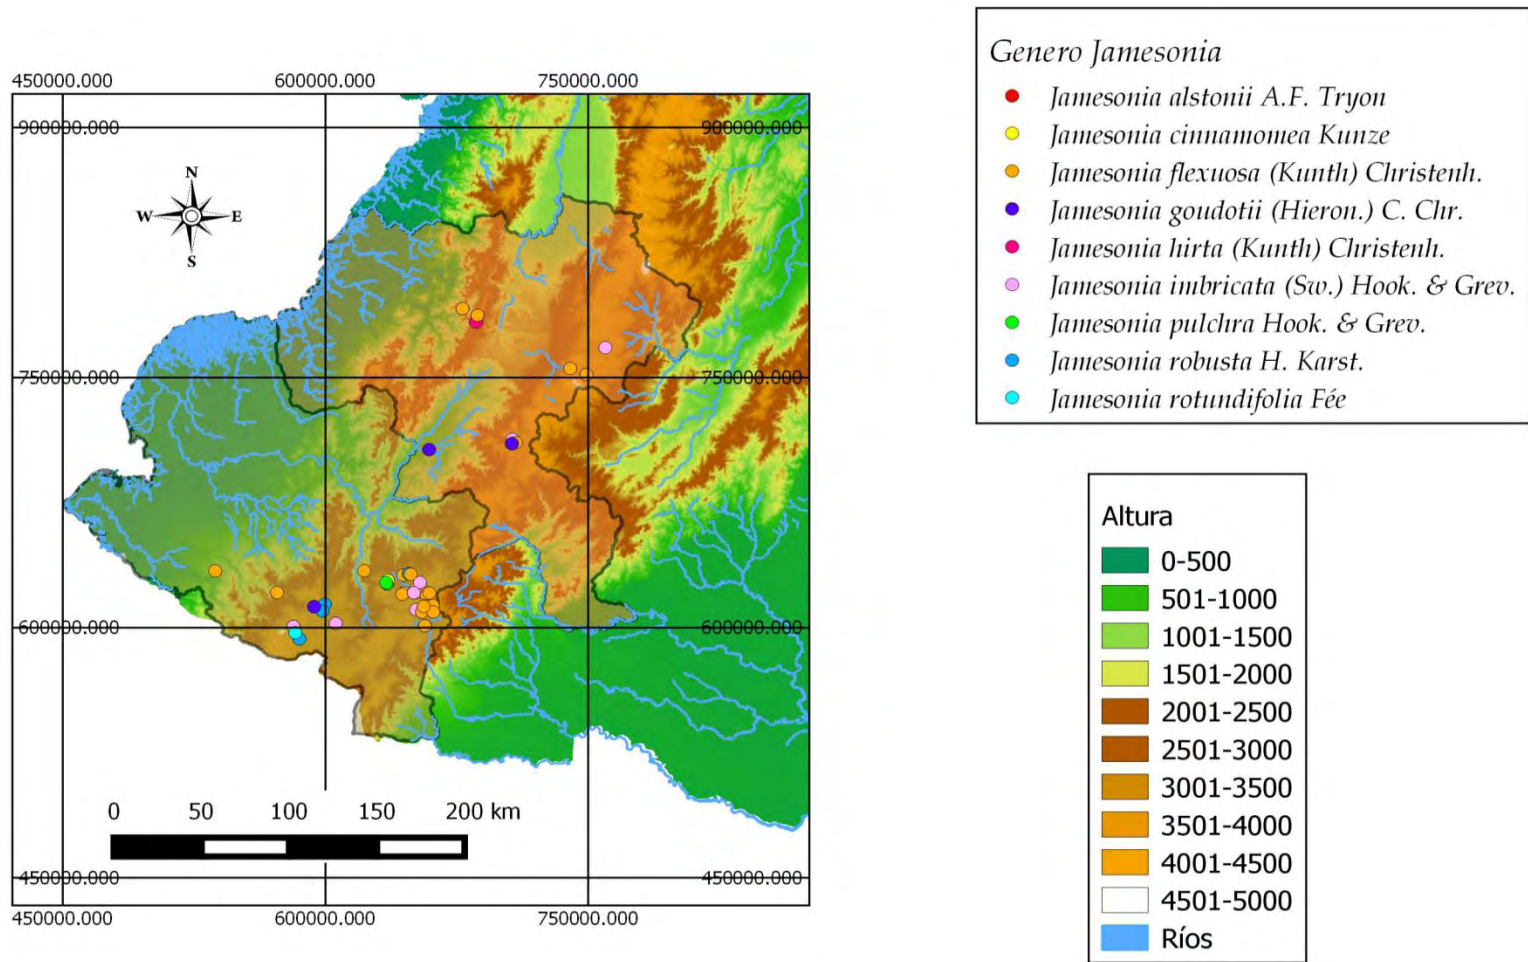 450000.000 600000.000 750000.000
900000.000 900000.000
N
W E
S
750000.000 750000.000
600000.000 600000.000
0 50 100 150 200 km
450000.000 450000.000
450000.000 600000.000 750000.000
Genero Jamesonia
Jamesonia alstonii A.F. Tryon
Jamesonia cinnamomea Kunze
Jamesonia flexuosa (Kunth) Christenh.
Jamesonia goudotii (Hieron.) C. Chr.
Jamesonia hirta (Kunth) Christenh.
Jamesonia imbricata (Sw.) Hook. & Grev.
Jamesonia pulchra Hook. & Grev.
Jamesonia robusta H. Karst.
Jamesonia rotundifolia Fée
Altura
0-500
501-1000
1001-1500
1501-2000
2001-2500
2501-3000
3001-3500
3501-4000
4001-4500
4501-5000
Ríos